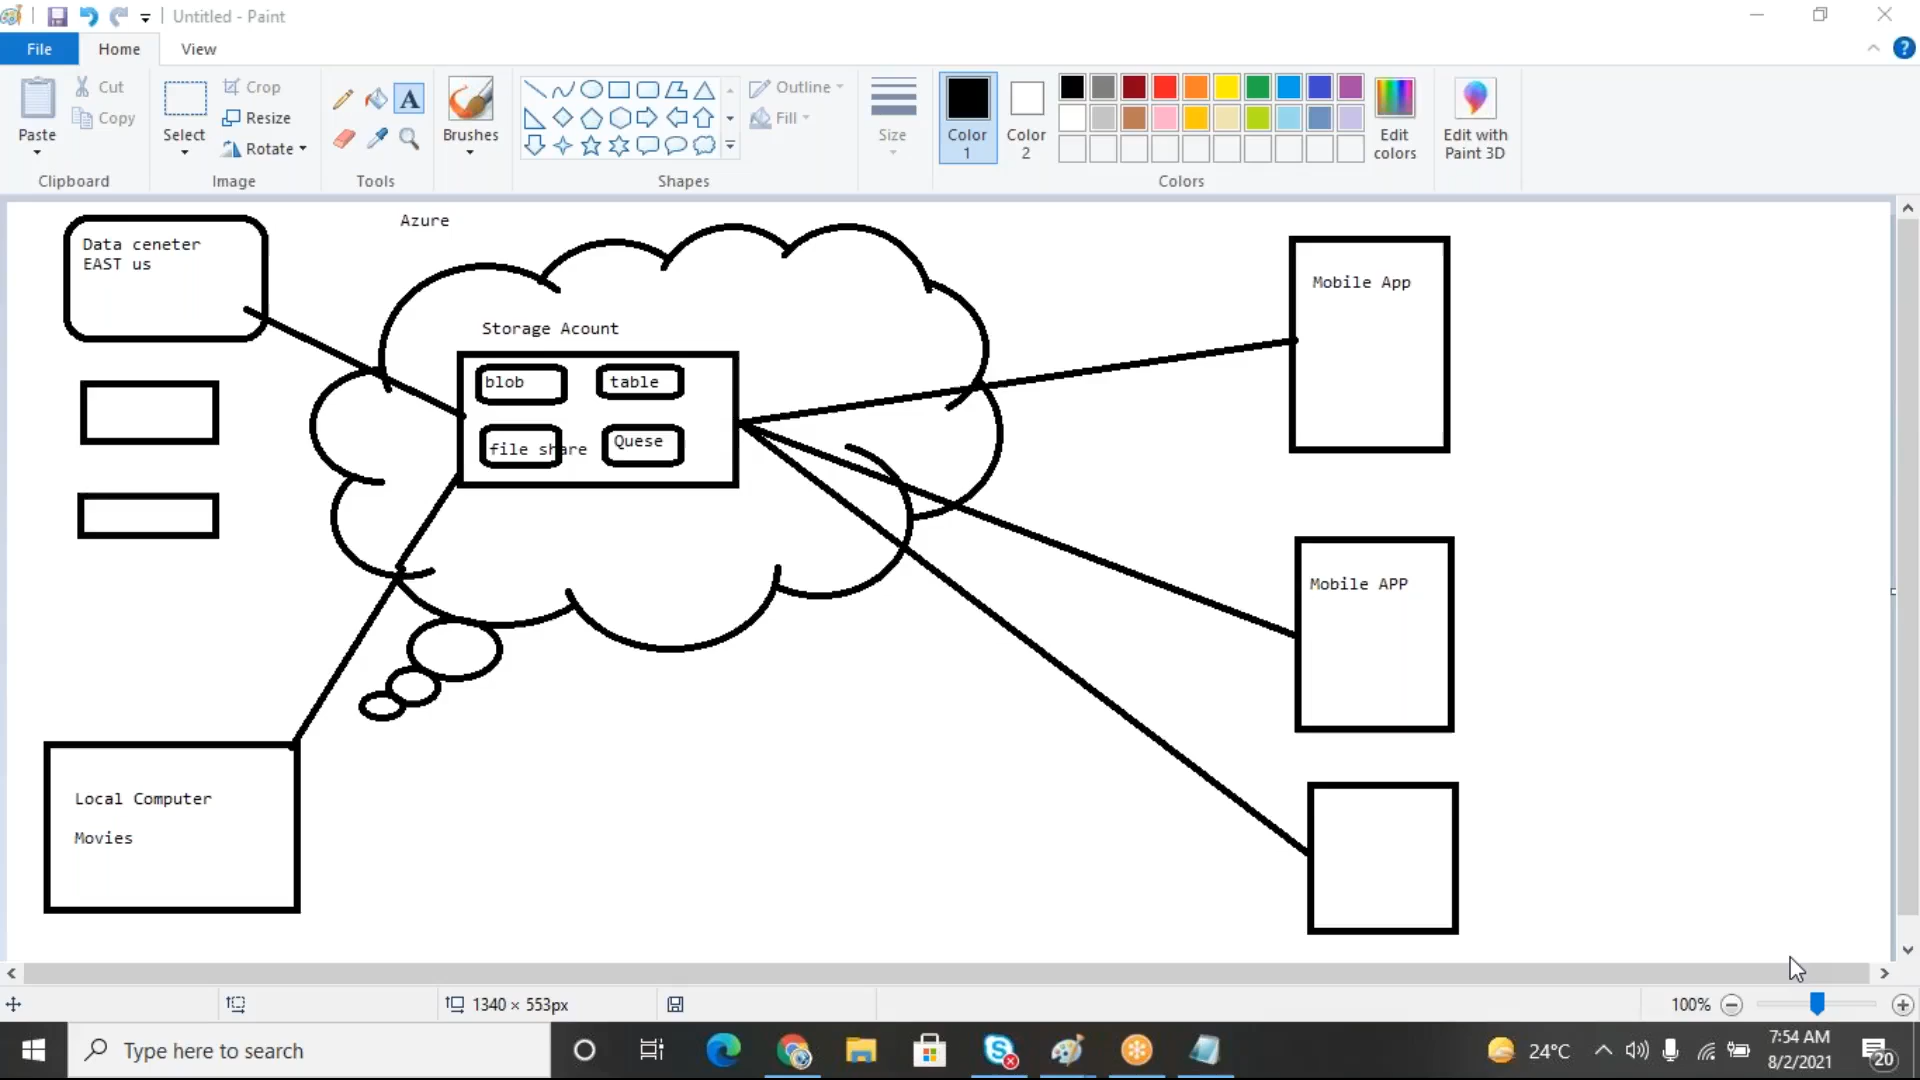 Untitled - Paint
File
Home
View
Paste
Cut
Copy
Clipboard
Select
Crop
Resize
Rotate
Image
A
Tools
Brushes
Shapes
Outline
Fill
Size
Color
1
Color
2
Edit
colors
Colors
Edit with
Paint 3D
?
Azure
Data ceneter
EAST us
Storage Acount
blob
table
file share
Quese
Mobile App
Mobile APP
Local Computer
Movies
1340 × 553px
100%
Type here to search
24°C
7:54 AM
8/2/2021
20